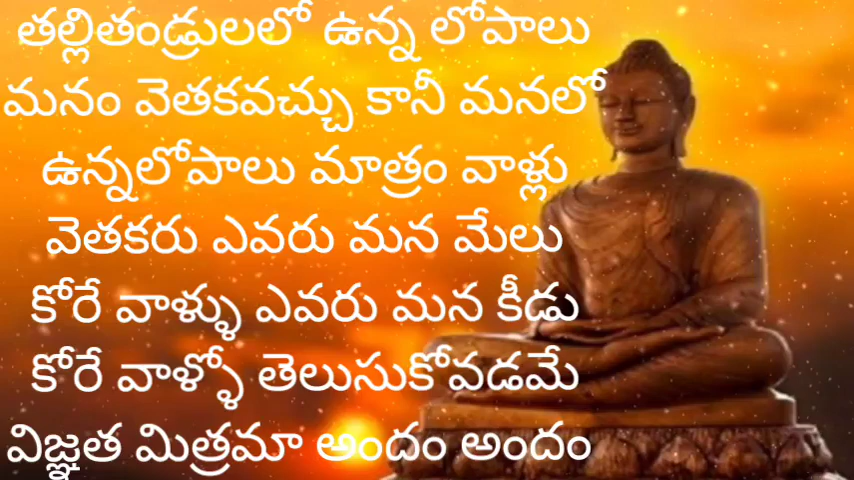 తల్లితండ్రులలో ఉన్న లోపాలు
మనం వెతకవచ్చు కానీ మనలో
ఉన్నలోపాలు మాత్రం వాళ్లు
వెతకరు ఎవరు మన మేలు
కోరే వాళ్ళు ఎవరు మన కీడు
కోరే వాళ్ళో తెలుసుకోవడమే
విజ్ఞత మిత్రమా అందం అందం